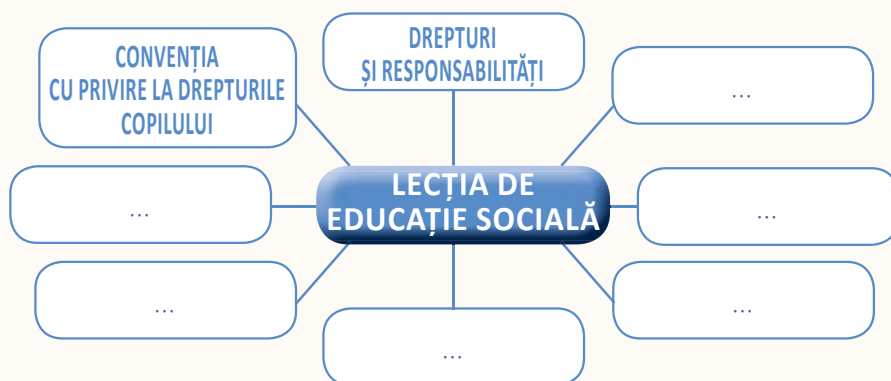 CONVENȚIA
CU PRIVIRE LA DREPTURILE
COPILULUI
DREPTURI
ȘI RESPONSABILITĂȚI
...
...
LECȚIA DE
EDUCAȚIE SOCIALĂ
...
...
...
...